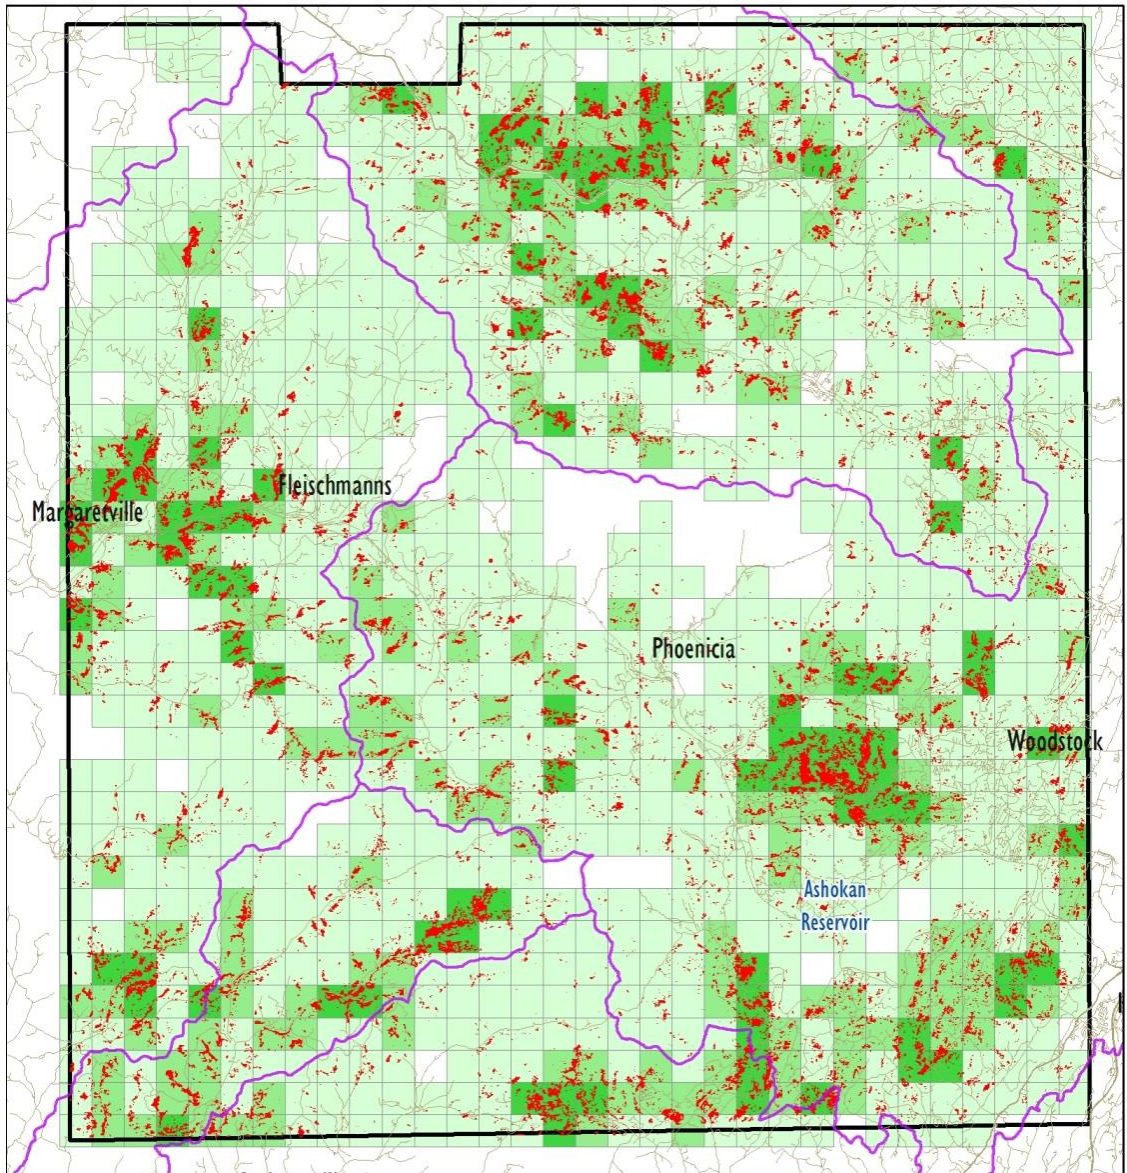 Fleischmanns
Margaretville
Phoenicia
Woodstock
Ashokan
Reservoir